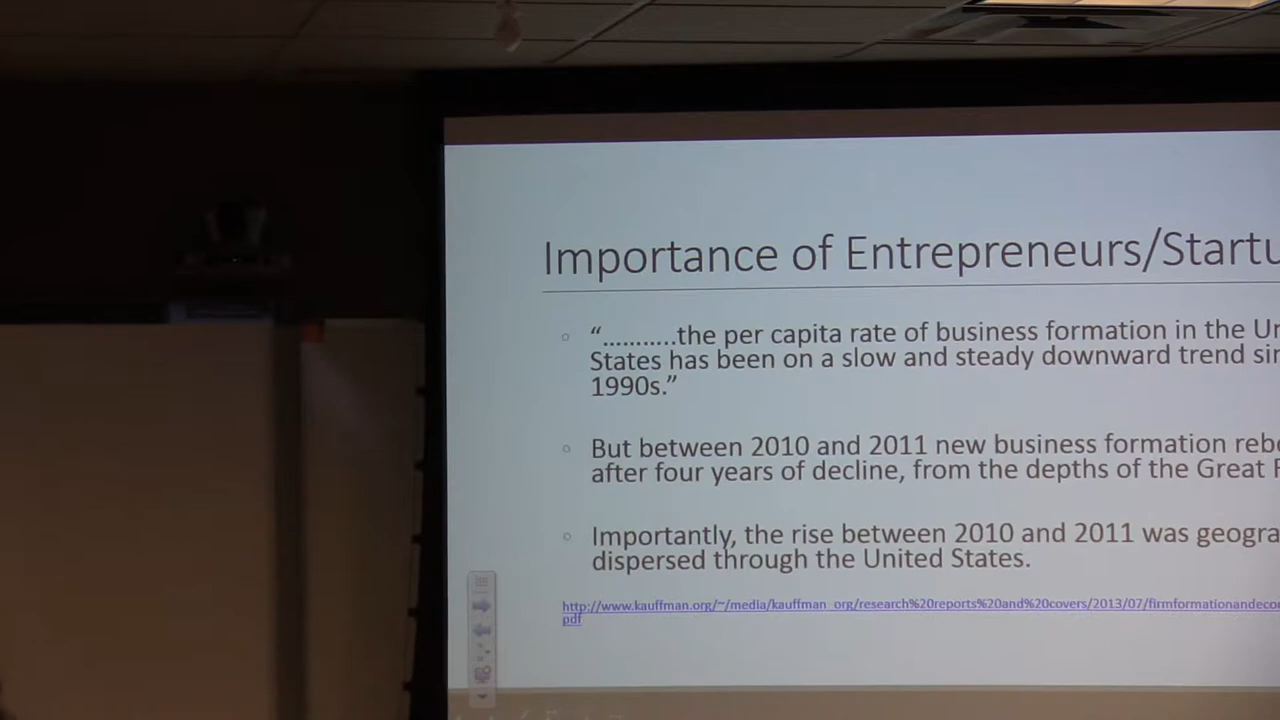 Importance of Entrepreneurs/Startu
“...........the per capita rate of business formation in the Un
States has been on a slow and steady downward trend sin
1990s.”
But between 2010 and 2011 new business formation rebo
after four years of decline, from the depths of the Great R
Importantly, the rise between 2010 and 2011 was geogra
dispersed through the United States.
http://www.kauffman.org/~/media/kauffman_org/research%20reports%20and%20covers/2013/07/firmformationandecon
pdf